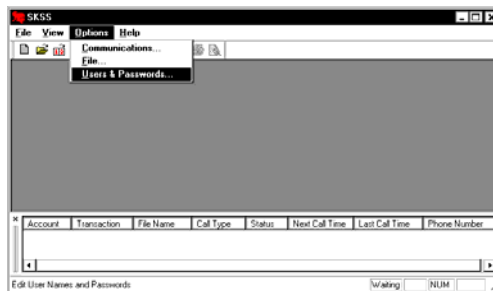 SKSS
File View Options Help
Communications...
File...
Users & Passwords...
Account Transaction File Name Call Type Status Next Call Time Last Call Time Phone Number
Edit User Names and Passwords Waiting NUM